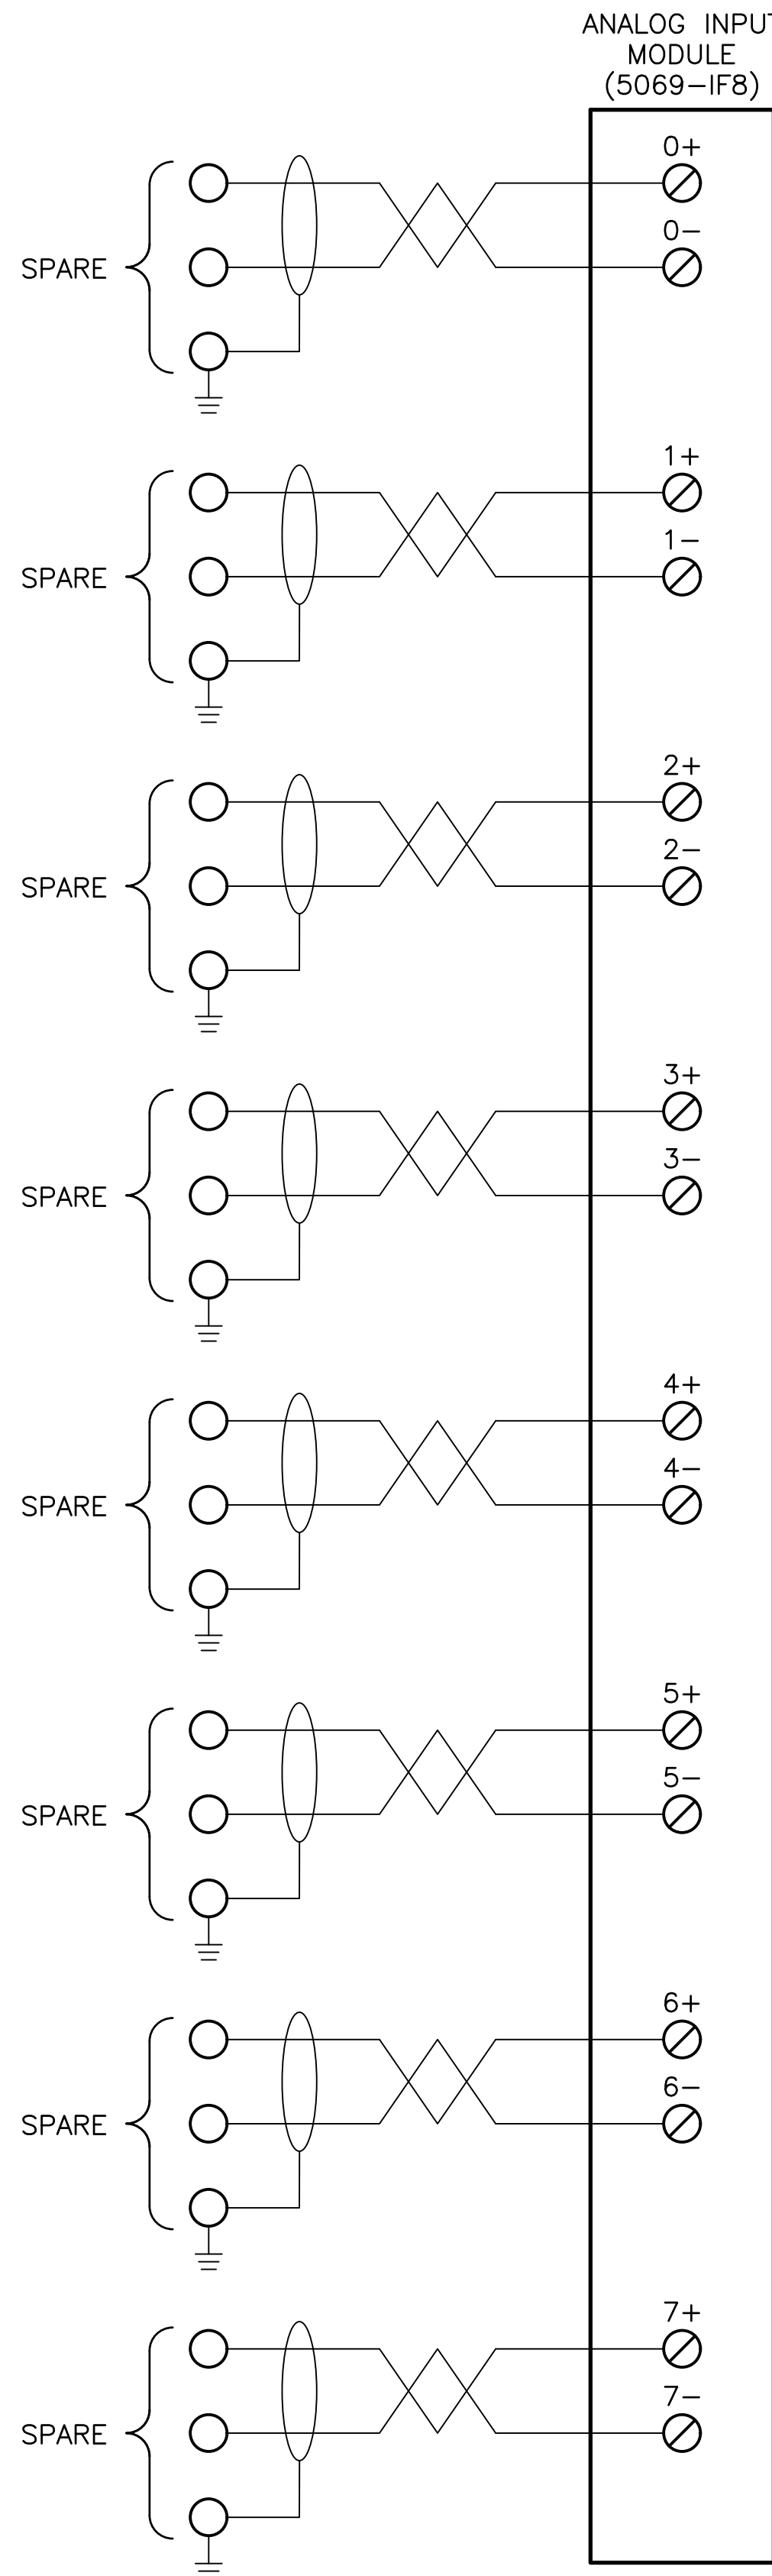 ANALOG INPUT
MODULE
(5069-IF8)
0+
0-
SPARE
1+
1-
SPARE
2+
2-
SPARE
3+
3-
SPARE
4+
4-
SPARE
5+
5-
SPARE
6+
6-
SPARE
7+
7-
SPARE